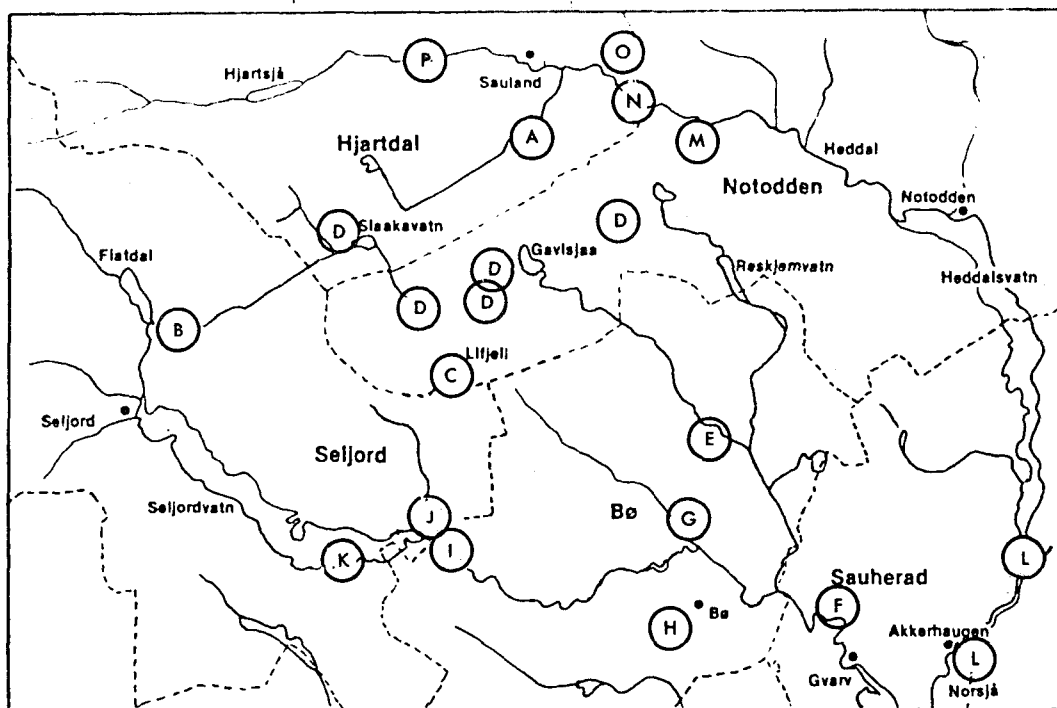 P
O
Hjartsjå
Sauland
N
A
M
Hjartdal
Heddal
Notodden
Notodden
D
Slaakavatn
D
Gavlsjaa
Flatdal
D
Reskjemvatn
Heddalsvatn
D
D
B
Lifjell
C
Seljord
E
Seljord
Seljordvatn
J
Bø
G
I
K
L
Sauherad
F
Bø
H
Akkerhaugen
L
Gvarv
Norsjå